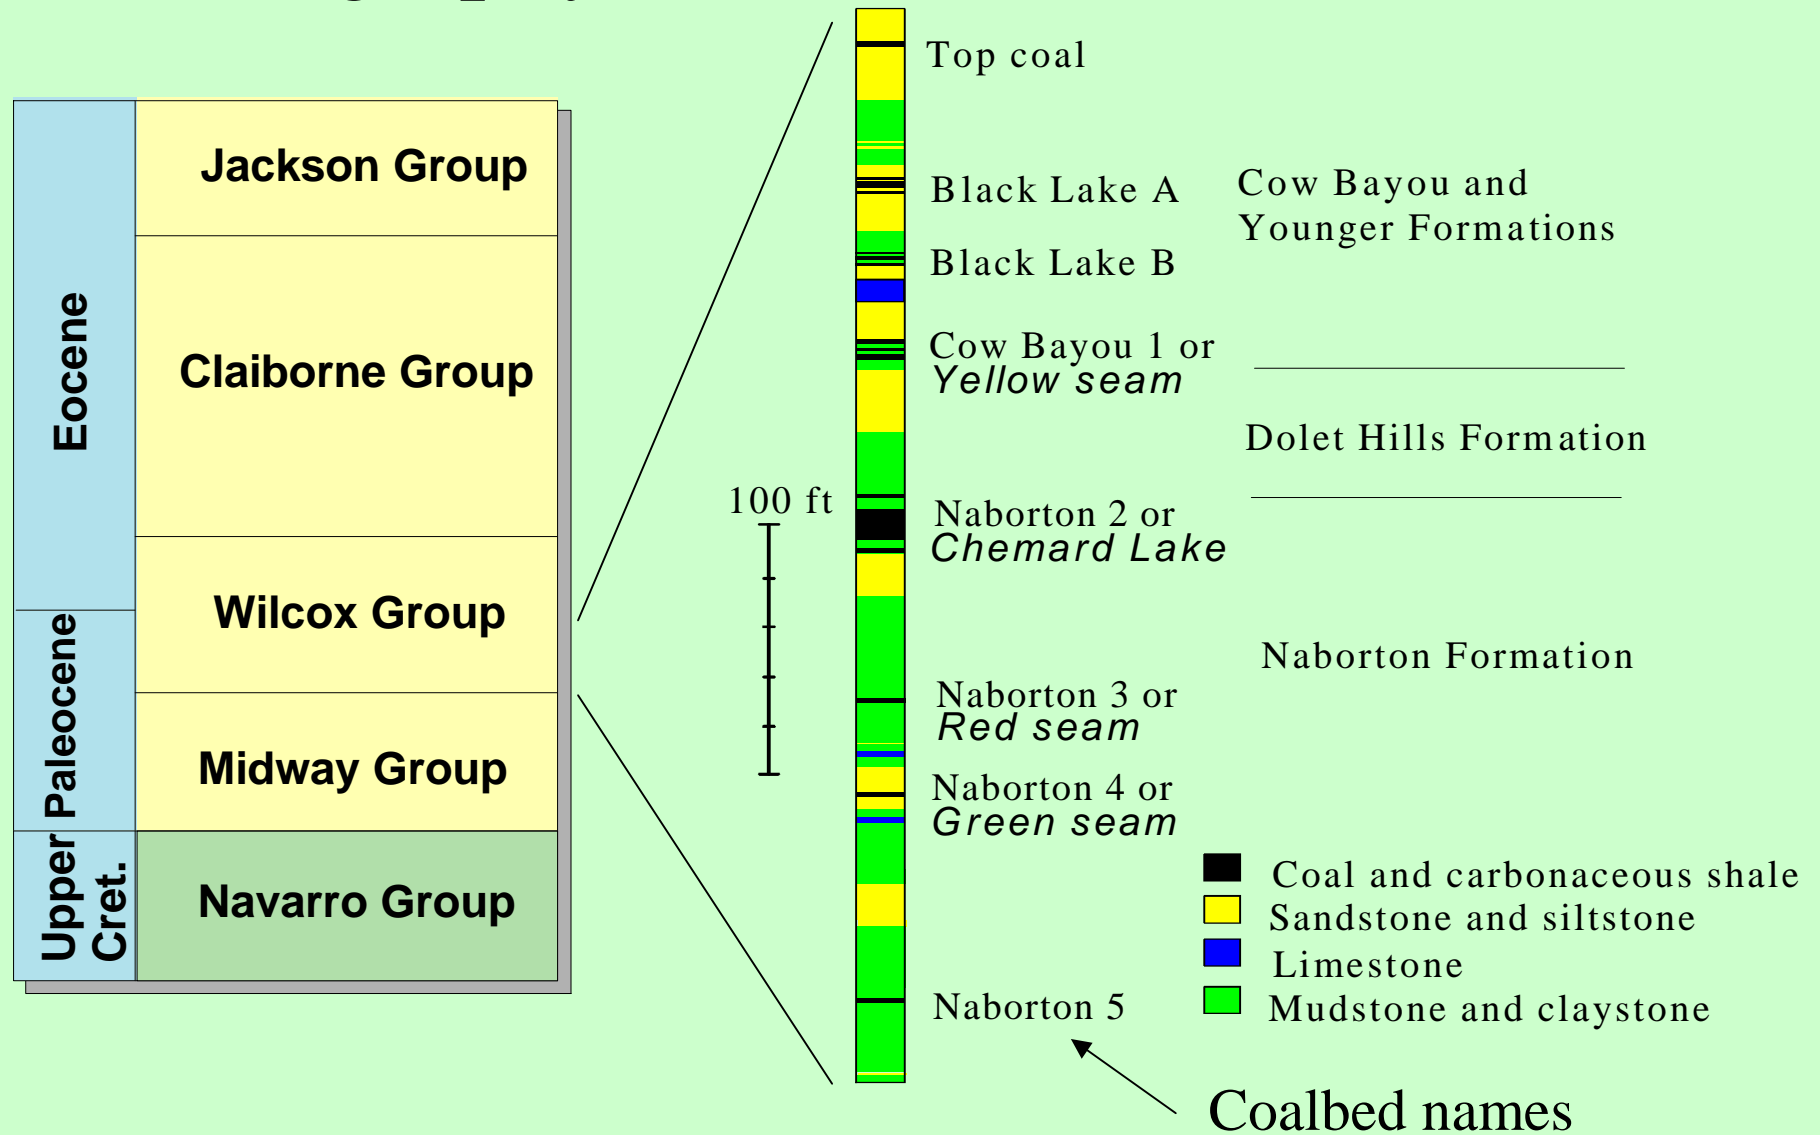 Jackson Group
Claiborne Group
Wilcox Group
Midway Group
Navarro Group
Eocene
Paleocene
Upper
Cret.
100 ft
Top coal
Black Lake A
Black Lake B
Cow Bayou 1 or
Yellow seam
Naborton 2 or
Chemard Lake
Naborton 3 or
Red seam
Naborton 4 or
Green seam
Naborton 5
Cow Bayou and
Younger Formations
Dolet Hills Formation
Naborton Formation
Coal and carbonaceous shale
Sandstone and siltstone
Limestone
Mudstone and claystone
Coalbed names